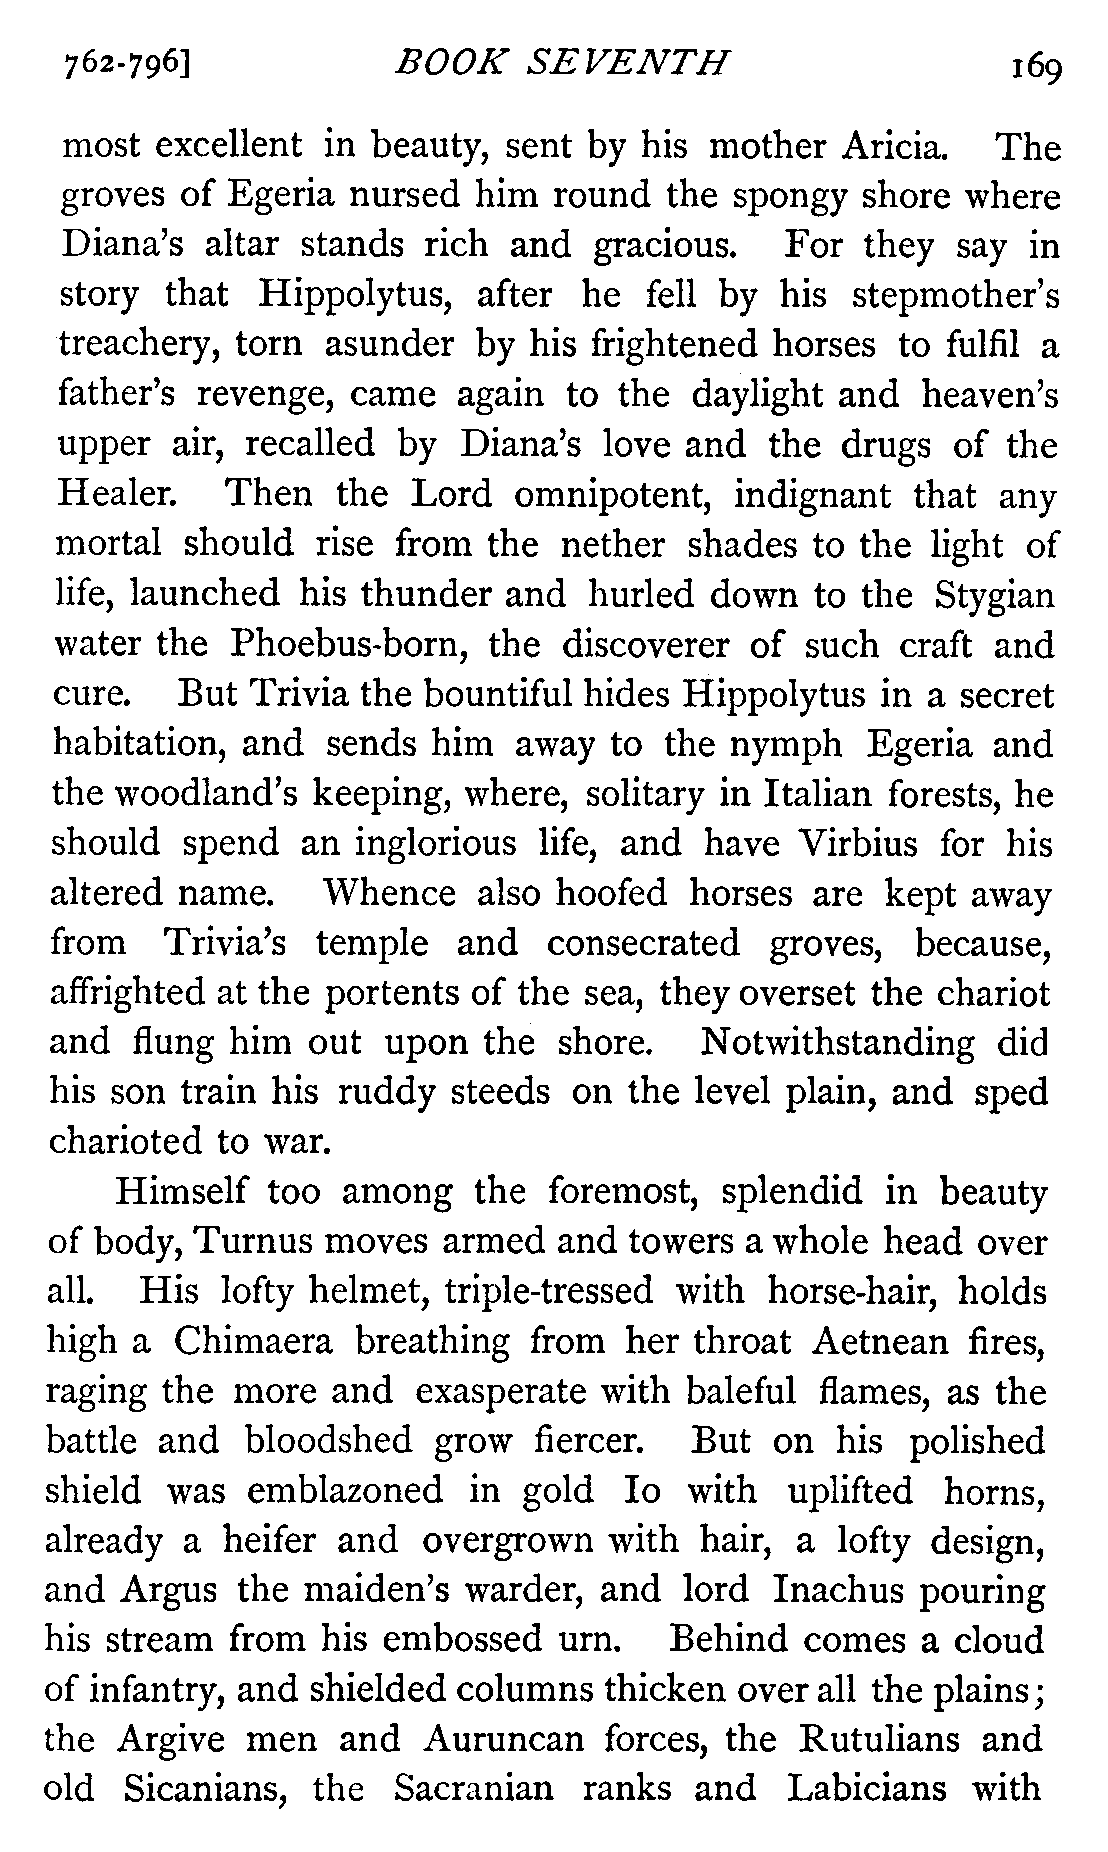 762-796] BOOK SEVENTH 169
most excellent in beauty, sent by his mother Aricia. The
groves of Egeria nursed him round the spongy shore where
Diana's altar stands rich and gracious. For they say in
story that Hippolytus, after he fell by his stepmother's
treachery, torn asunder by his frightened horses to fulfil a
father's revenge, came again to the daylight and heaven's
upper air, recalled by Diana's love and the drugs of the
Healer. Then the Lord omnipotent, indignant that any
mortal should rise from the nether shades to the light of
life, launched his thunder and hurled down to the Stygian
water the Phoebus-born, the discoverer of such craft and
cure. But Trivia the bountiful hides Hippolytus in a secret
habitation, and sends him away to the nymph Egeria and
the woodland's keeping, where, solitary in Italian forests, he
should spend an inglorious life, and have Virbius for his
altered name. Whence also hoofed horses are kept away
from Trivia's temple and consecrated groves, because,
affrighted at the portents of the sea, they overset the chariot
and flung him out upon the shore. Notwithstanding did
his son train his ruddy steeds on the level plain, and sped
charioted to war.
Himself too among the foremost, splendid in beauty
of body, Turnus moves armed and towers a whole head over
all. His lofty helmet, triple-tressed with horse-hair, holds
high a Chimaera breathing from her throat Aetnean fires,
raging the more and exasperate with baleful flames, as the
battle and bloodshed grow fiercer. But on his polished
shield was emblazoned in gold Io with uplifted horns,
already a heifer and overgrown with hair, a lofty design,
and Argus the maiden's warder, and lord Inachus pouring
his stream from his embossed urn. Behind comes a cloud
of infantry, and shielded columns thicken over all the plains;
the Argive men and Auruncan forces, the Rutulians and
old Sicanians, the Sacranian ranks and Labicians with